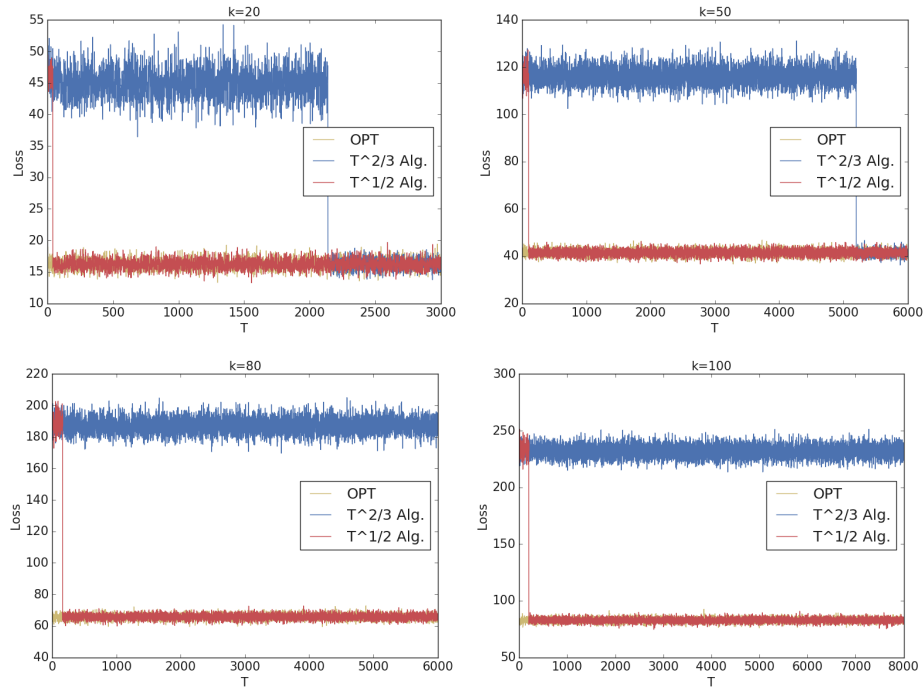 k=20
55
50
45
40
35
30
25
20
15
10
Loss
OPT
T^2/3 Alg.
T^1/2 Alg.
0 500 1000 1500 2000 2500 3000
T
k=50
140
120
100
80
60
40
20
Loss
OPT
T^2/3 Alg.
T^1/2 Alg.
0 1000 2000 3000 4000 5000 6000
T
k=80
220
200
180
160
140
120
100
80
60
40
Loss
OPT
T^2/3 Alg.
T^1/2 Alg.
0 1000 2000 3000 4000 5000 6000
T
k=100
300
250
200
150
100
50
Loss
OPT
T^2/3 Alg.
T^1/2 Alg.
0 1000 2000 3000 4000 5000 6000 7000 8000
T